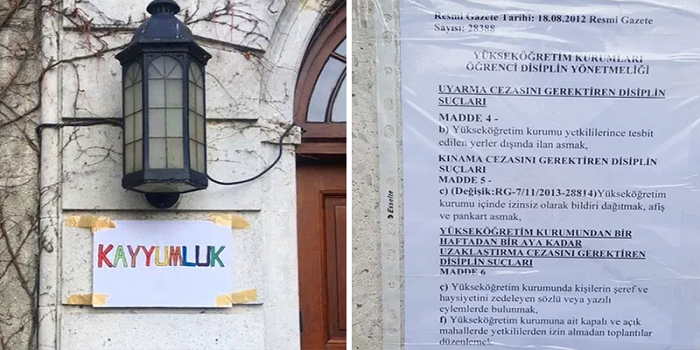 KAYYUMLUK
Resmi Gazete Tarihi: 18.08.2012 Resmi Gazete
Sayısı: 28388
YÜKSEKÖĞRETİM KURUMLARI
ÖĞRENCİ DİSİPLİN YÖNETMELİĞİ
UYARMA CEZASINI GEREKTİREN DİSİPLİN
SUÇLARI
MADDE 4 -
b) Yükseköğretim kurumu yetkililerince tesbit
edilen yerler dışında ilan asmak,
KINAMA CEZASINI GEREKTİREN DİSİPLİN
SUÇLARI
MADDE 5 -
c) (Değişik:RG-7/11/2013-28814)Yükseköğretim
kurumu içinde izinsiz olarak bildiri dağıtmak, afiş
ve pankart asmak,
YÜKSEKÖĞRETİM KURUMUNDAN BİR
HAFTADAN BİR AYA KADAR
UZAKLAŞTIRMA CEZASINI GEREKTİREN
DİSİPLİN SUÇLARI
MADDE 6
ç) Yükseköğretim kurumunda kişilerin şeref ve
haysiyetini zedeleyen sözlü veya yazılı
eylemlerde bulunmak,
f) Yükseköğretim kurumuna ait kapalı ve açık
mahallerde yetkililerden izin almadan toplantılar
düzenlemek,
Esselte